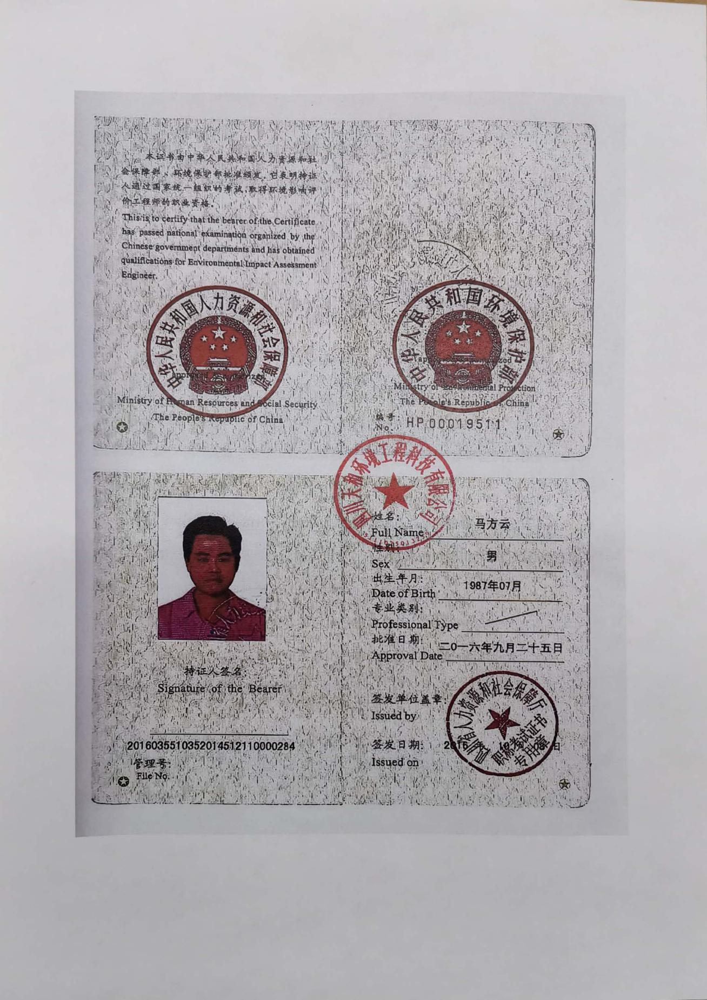 本证书由中华人民共和国人力资源和社
会保障部、环境保护部批准颁发。它表明持证
人通过国家统一组织的考试,取得环境影响评
价工程师的职业资格。
This is to certify that the bearer of the Certificate
has passed national examination organized by the
Chinese government departments and has obtained
qualifications for Environmental Impact Assessment
Engineer.
中华人民共和国人力资源和社会保障部
approved & authorized
Ministry of Human Resources and Social Security
The People's Republic of China
中华人民共和国环境保护部
approved & authorized
Ministry of Environmental Protection
The People's Republic of China
编号:
No. HP 00019511
四川天和环境工程科技有限公司
姓名: 马方云
Full Name
性别: 男
Sex
出生年月: 1987年07月
Date of Birth
专业类别:
Professional Type
批准日期: 二0一六年九月二十五日
Approval Date
持证人签名:
Signature of the Bearer
2016035510352014512110000284
管理号:
File No.
签发单位盖章:
Issued by
四川省人力资源和社会保障厅
职称考试证书
专用章
签发日期: 2016 日
Issued on